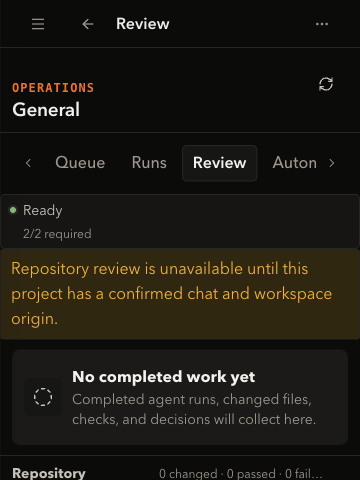 Review
OPERATIONS
General
Queue Runs Review Auton
Ready
2/2 required
Repository review is unavailable until this
project has a confirmed chat and workspace
origin.
No completed work yet
Completed agent runs, changed files,
checks, and decisions will collect here.
Repository 0 changed · 0 passed · 0 fail…